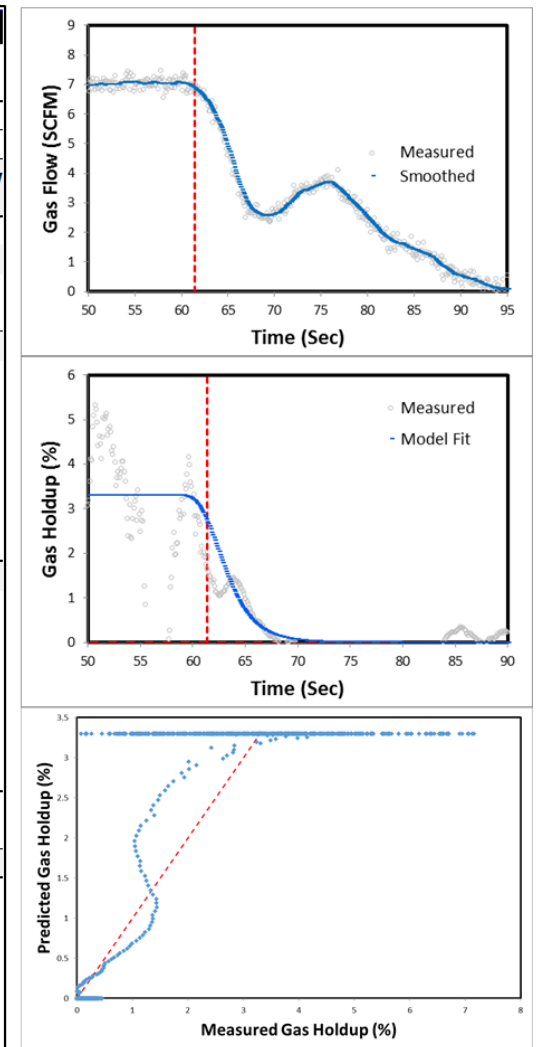 9
8
7
6
5
4
3
2
1
0
Gas Flow (SCFM)
Measured
Smoothed
50 55 60 65 70 75 80 85 90 95
Time (Sec)
6
5
4
3
2
1
0
Gas Holdup (%)
Measured
Model Fit
50 55 60 65 70 75 80 85 90
Time (Sec)
3.5
3
2.5
2
1.5
1
0.5
0
Predicted Gas Holdup (%)
0 1 2 3 4 5 6 7 8
Measured Gas Holdup (%)